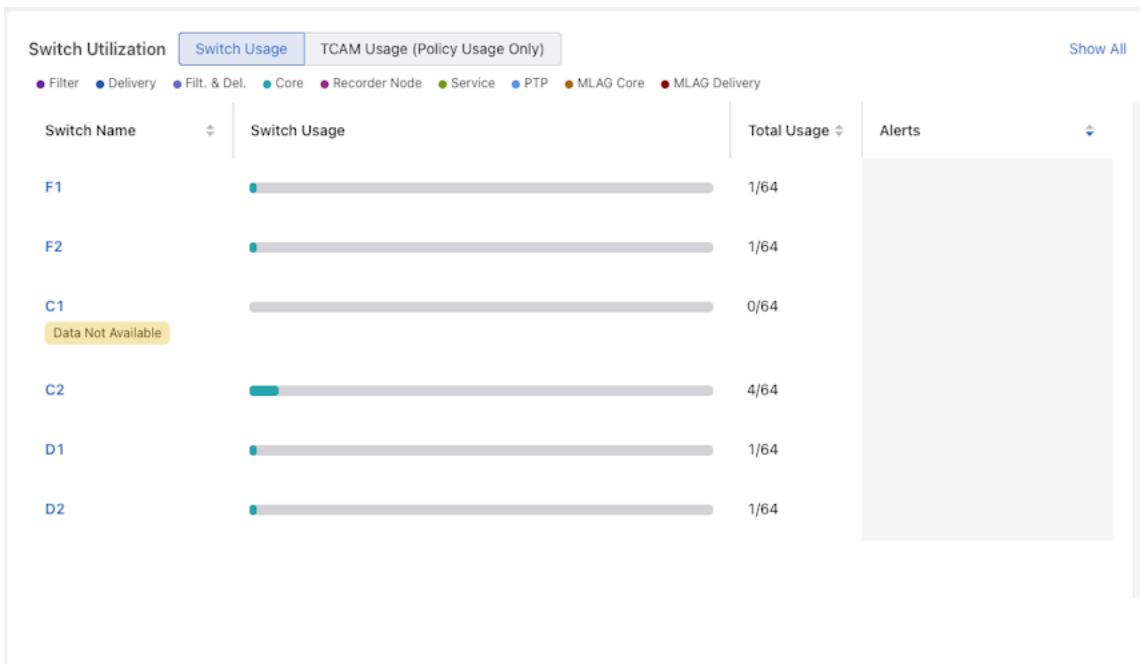 Switch Utilization Switch Usage TCAM Usage (Policy Usage Only) Show All
Filter Delivery Filt. & Del. Core Recorder Node Service PTP MLAG Core MLAG Delivery
Switch Name Switch Usage Total Usage Alerts
F1 1/64
F2 1/64
C1 0/64
Data Not Available
C2 4/64
D1 1/64
D2 1/64